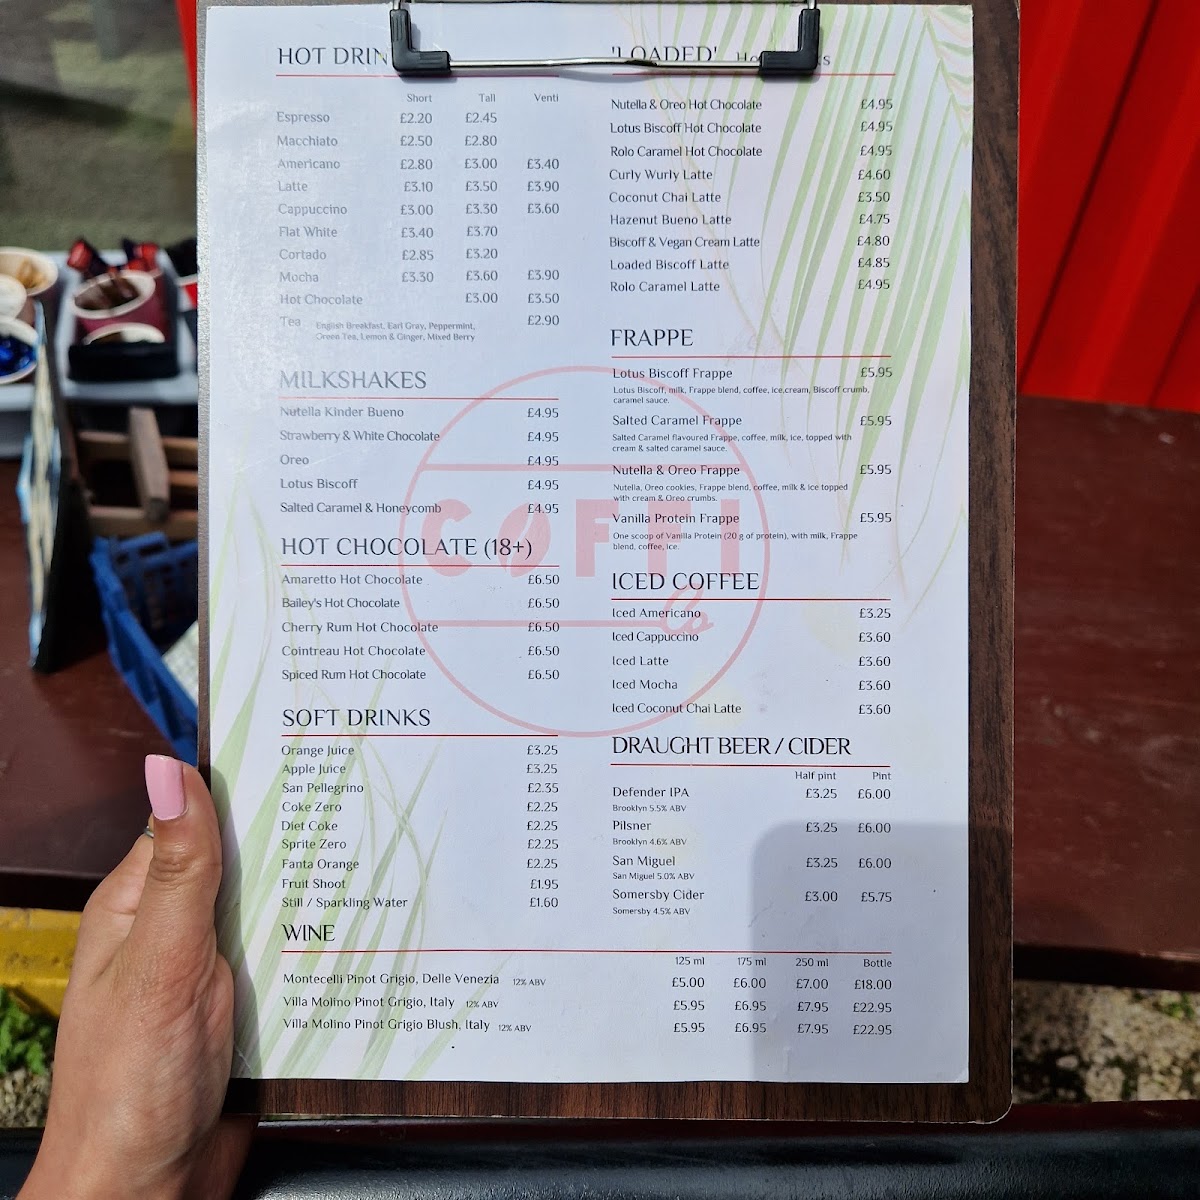 HOT DRIN
Short Tall Venti
Espresso £2.20 £2.45
Macchiato £2.50 £2.80
Americano £2.80 £3.00 £3.40
Latte £3.10 £3.50 £3.90
Cappuccino £3.00 £3.30 £3.60
Flat White £3.40 £3.70
Cortado £2.85 £3.20
Mocha £3.30 £3.60 £3.90
Hot Chocolate £3.00 £3.50
Tea English Breakfast, Earl Gray, Peppermint, £2.90
Green Tea, Lemon & Ginger, Mixed Berry
MILKSHAKES
Nutella Kinder Bueno £4.95
Strawberry & White Chocolate £4.95
Oreo £4.95
Lotus Biscoff £4.95
Salted Caramel & Honeycomb £4.95
HOT CHOCOLATE (18+)
Amaretto Hot Chocolate £6.50
Bailey's Hot Chocolate £6.50
Cherry Rum Hot Chocolate £6.50
Cointreau Hot Chocolate £6.50
Spiced Rum Hot Chocolate £6.50
SOFT DRINKS
Orange Juice £3.25
Apple Juice £3.25
San Pellegrino £2.35
Coke Zero £2.25
Diet Coke £2.25
Sprite Zero £2.25
Fanta Orange £2.25
Fruit Shoot £1.95
Still / Sparkling Water £1.60
'LOADED'
Nutella & Oreo Hot Chocolate £4.95
Lotus Biscoff Hot Chocolate £4.95
Rolo Caramel Hot Chocolate £4.95
Curly Wurly Latte £4.60
Coconut Chai Latte £3.50
Hazenut Bueno Latte £4.75
Biscoff & Vegan Cream Latte £4.80
Loaded Biscoff Latte £4.85
Rolo Caramel Latte £4.95
FRAPPE
Lotus Biscoff Frappe £5.95
Lotus Biscoff, milk, Frappe blend, coffee, ice,cream, Biscoff crumb,
caramel sauce.
Salted Caramel Frappe £5.95
Salted Caramel flavoured Frappe, coffee, milk, ice, topped with
cream & salted caramel sauce.
Nutella & Oreo Frappe £5.95
Nutella, Oreo cookies, Frappe blend, coffee, milk & ice topped
with cream & Oreo crumbs.
Vanilla Protein Frappe £5.95
One scoop of Vanilla Protein (20 g of protein), with milk, Frappe
blend, coffee, ice.
COFFI
Co
ICED COFFEE
Iced Americano £3.25
Iced Cappuccino £3.60
Iced Latte £3.60
Iced Mocha £3.60
Iced Coconut Chai Latte £3.60
DRAUGHT BEER / CIDER
Half pint Pint
Defender IPA £3.25 £6.00
Brooklyn 5.5% ABV
Pilsner £3.25 £6.00
Brooklyn 4.6% ABV
San Miguel £3.25 £6.00
San Miguel 5.0% ABV
Somersby Cider £3.00 £5.75
Somersby 4.5% ABV
WINE
125 ml 175 ml 250 ml Bottle
Montecelli Pinot Grigio, Delle Venezia 12% ABV £5.00 £6.00 £7.00 £18.00
Villa Molino Pinot Grigio, Italy 12% ABV £5.95 £6.95 £7.95 £22.95
Villa Molino Pinot Grigio Blush, Italy 12% ABV £5.95 £6.95 £7.95 £22.95